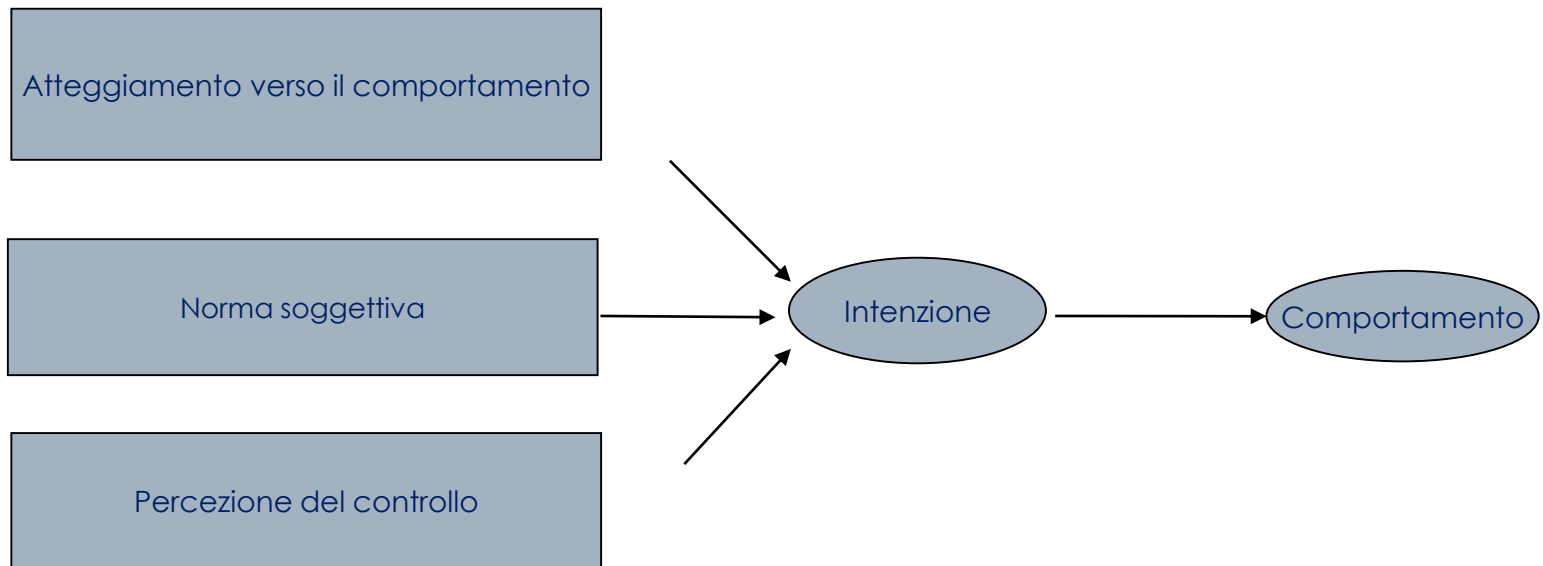 Atteggiamento verso il comportamento
Norma soggettiva
Intenzione
Comportamento
Percezione del controllo